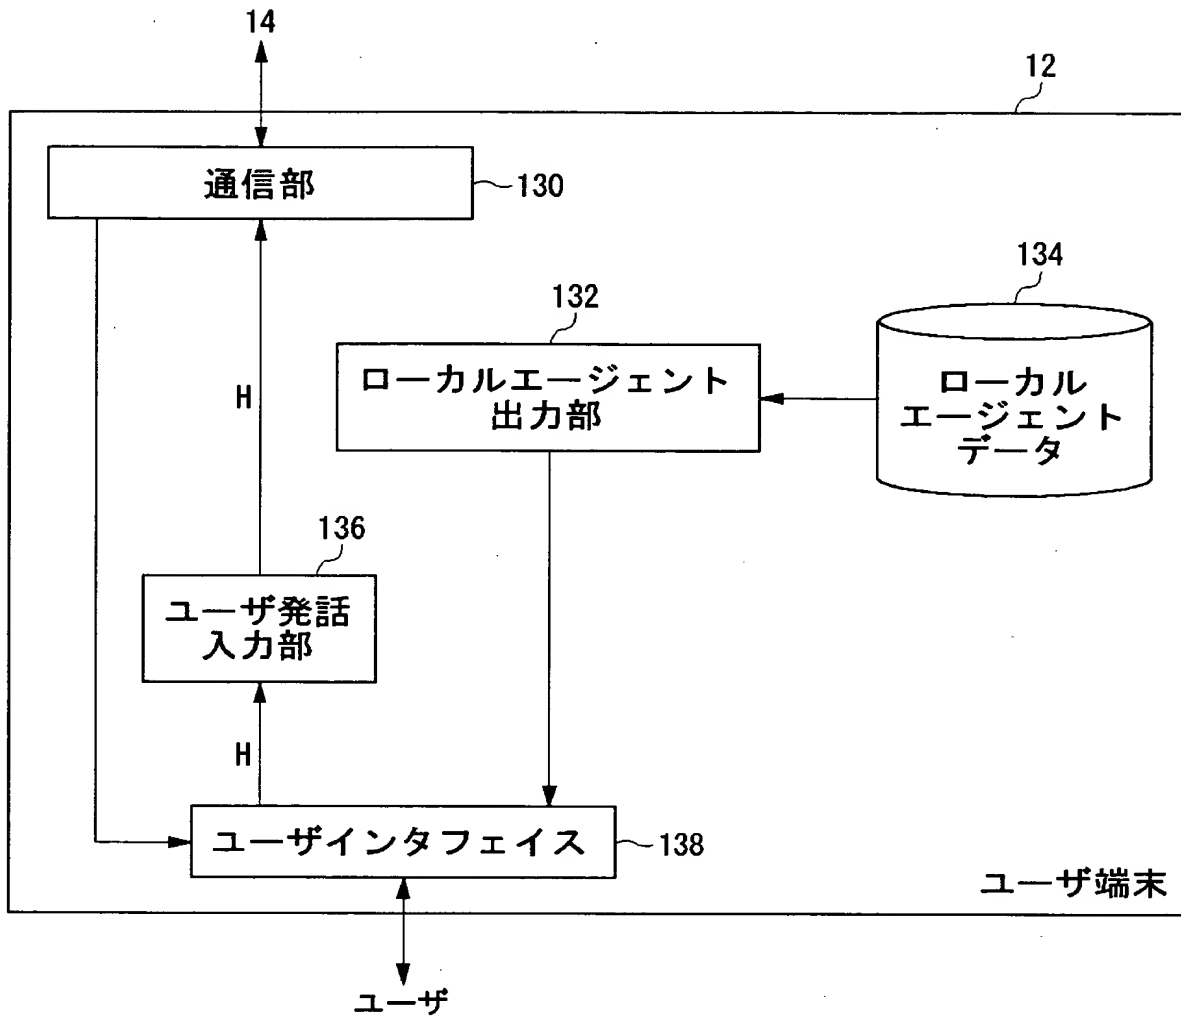 14
12
通信部
130
134
132
ローカルエージェント
出力部
ローカル
エージェント
データ
H
136
ユーザ発話
入力部
H
ユーザインタフェイス
138
ユーザ端末
ユーザ